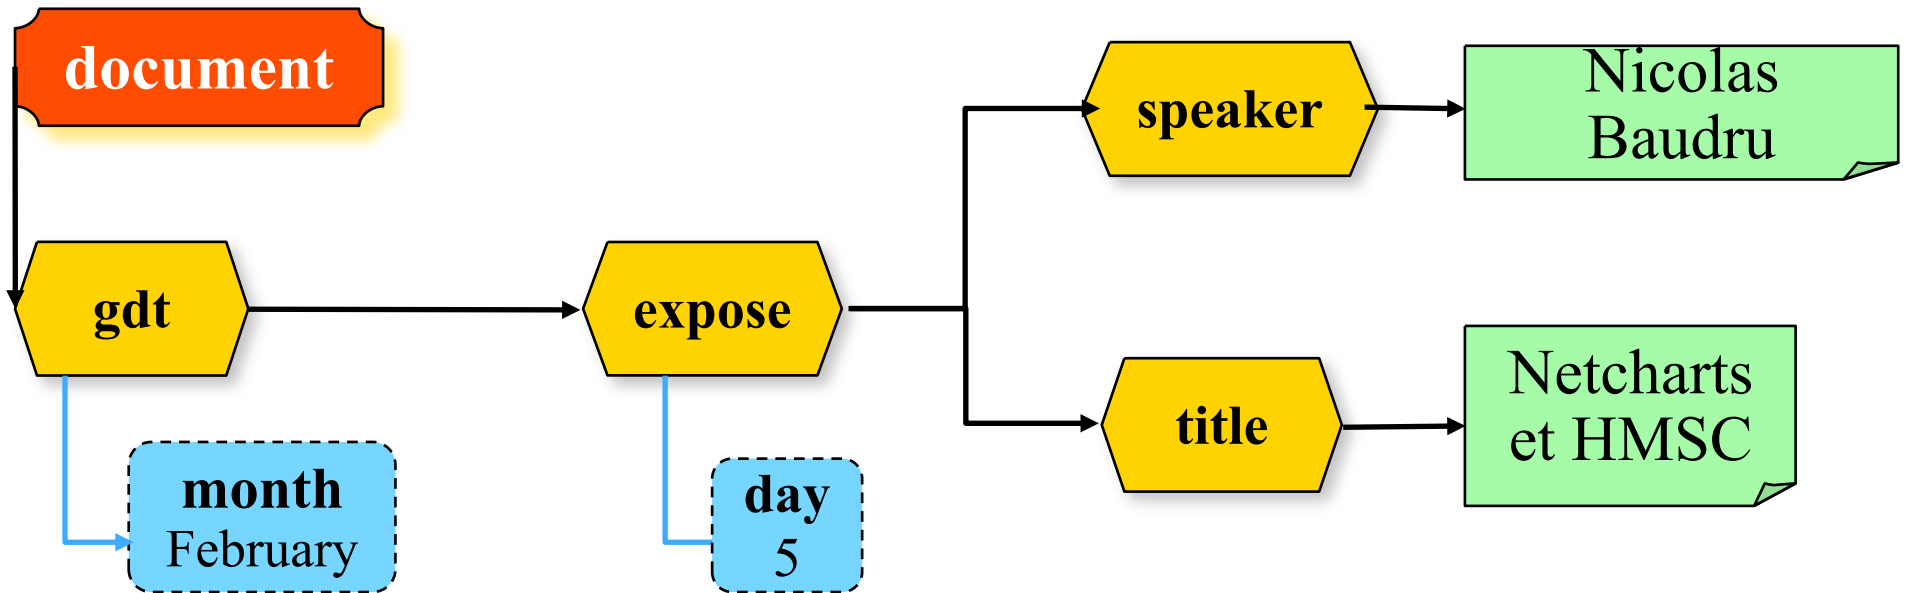 document
speaker
Nicolas
Baudru
gdt
expose
title
Netcharts
et HMSC
month
February
day
5